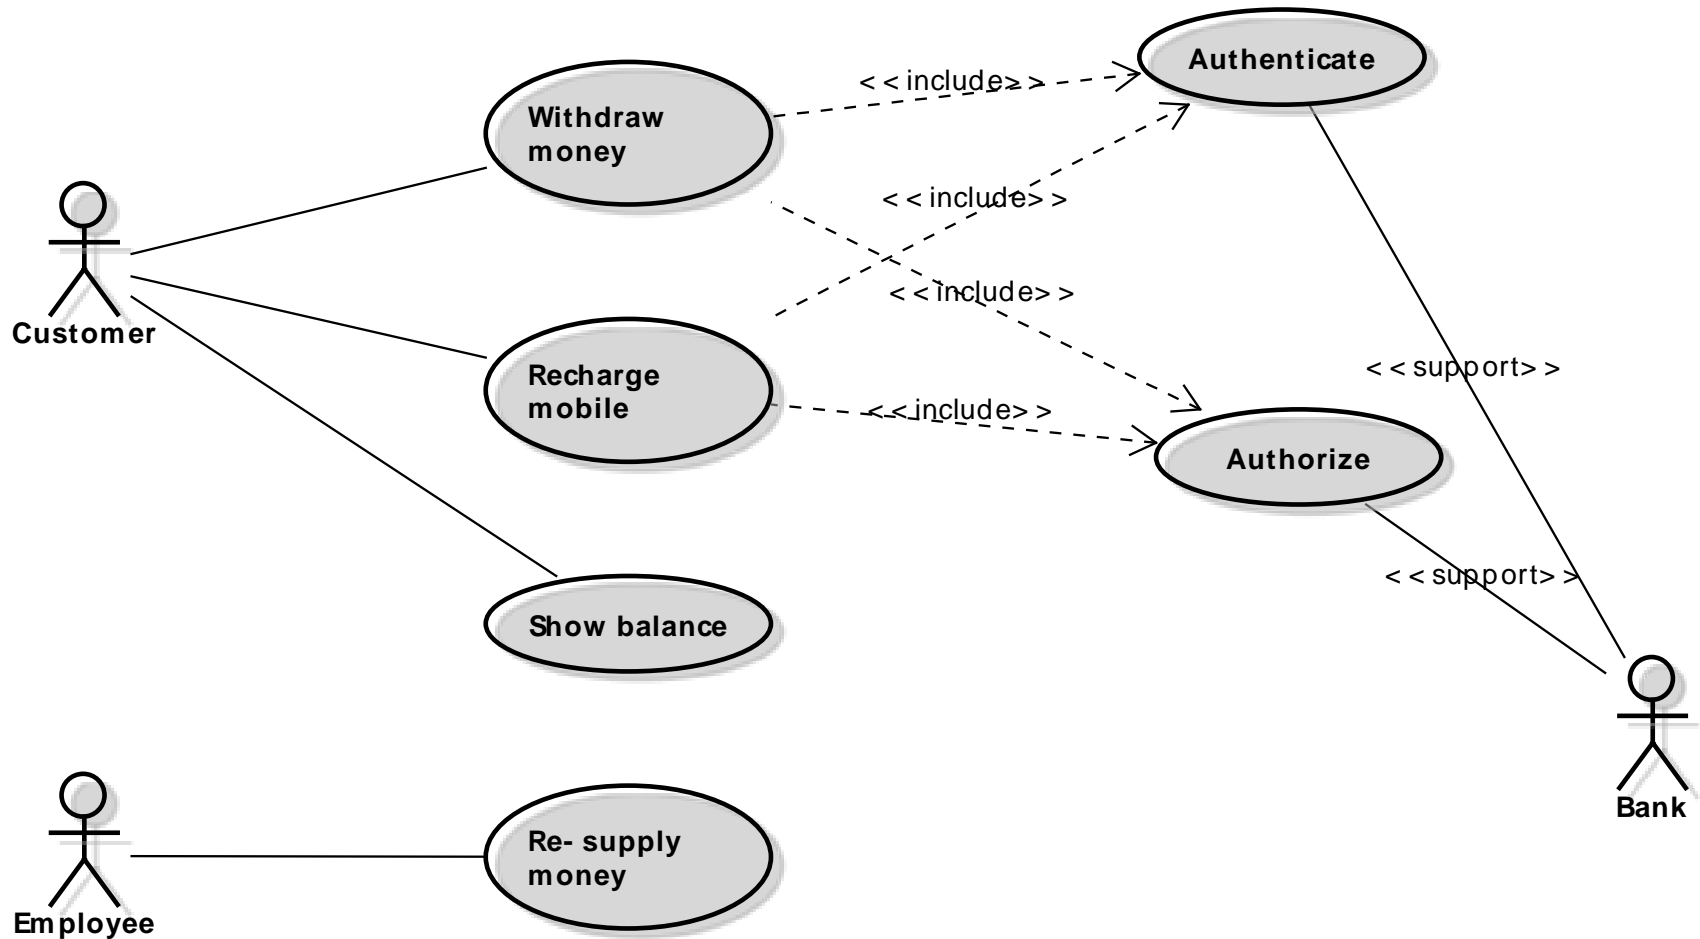 Authenticate
<<include>>
Withdraw
money
<<include>>
<<include>>
Customer
<<support>>
Recharge
mobile
<<include>>
Authorize
<<support>>
Show balance
Bank
Re- supply
money
Employee